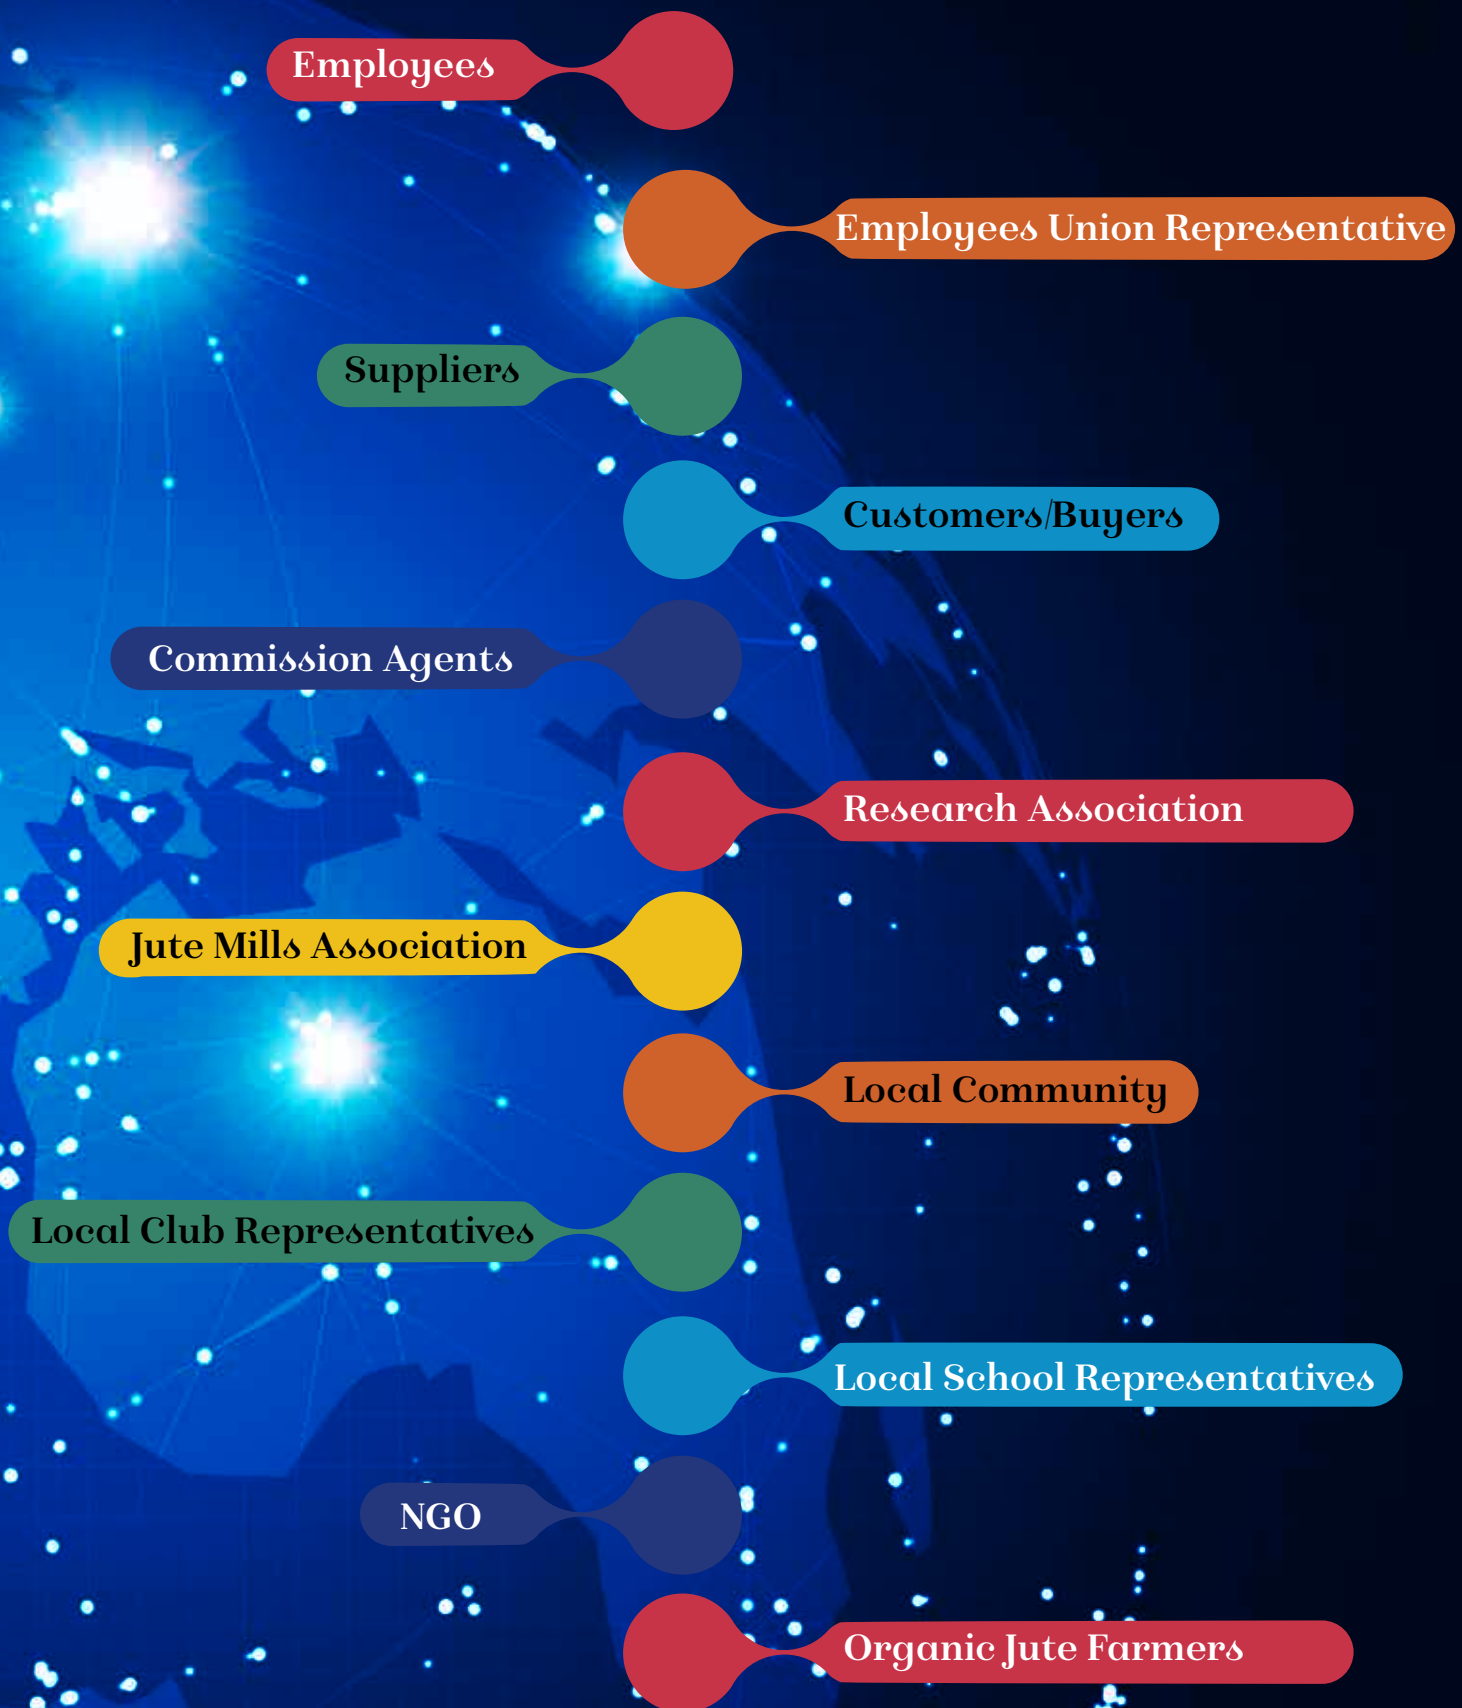 Employees
Employees Union Representative
Suppliers
Customers/Buyers
Commission Agents
Research Association
Jute Mills Association
Local Community
Local Club Representatives
Local School Representatives
NGO
Organic Jute Farmers